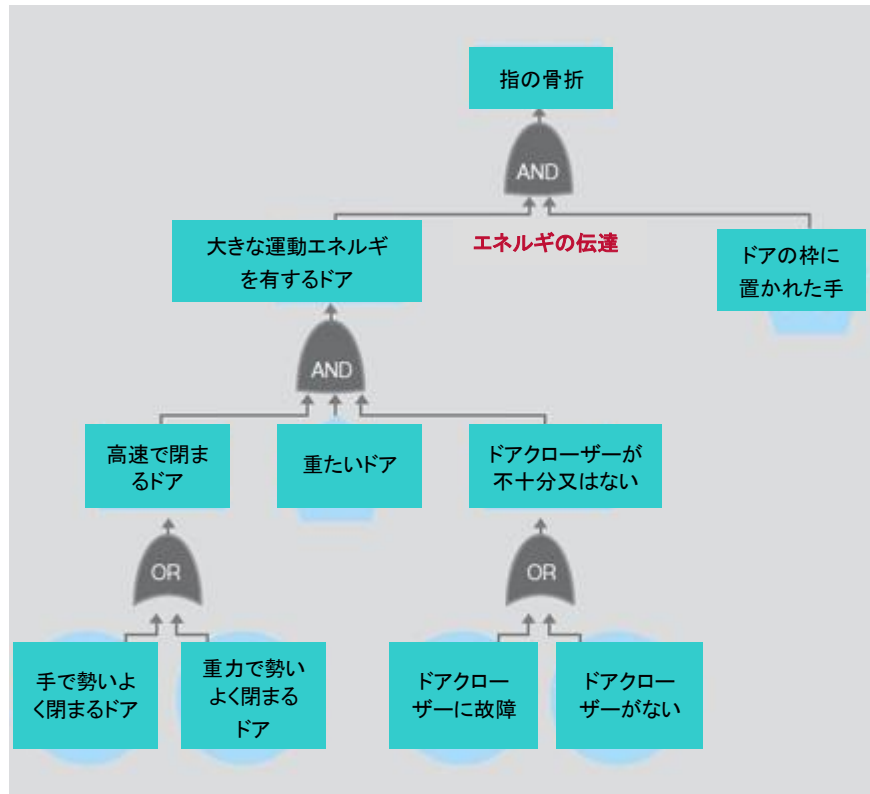 指の骨折
AND
大きな運動エネルギ
を有するドア
エネルギの伝達
ドアの枠に
置かれた手
AND
高速で閉ま
るドア
重たいドア
ドアクローザーが
不十分又はない
OR
OR
手で勢いよ
く閉まるドア
重力で勢い
よく閉まる
ドア
ドアクロー
ザーに故障
ドアクロー
ザーがない